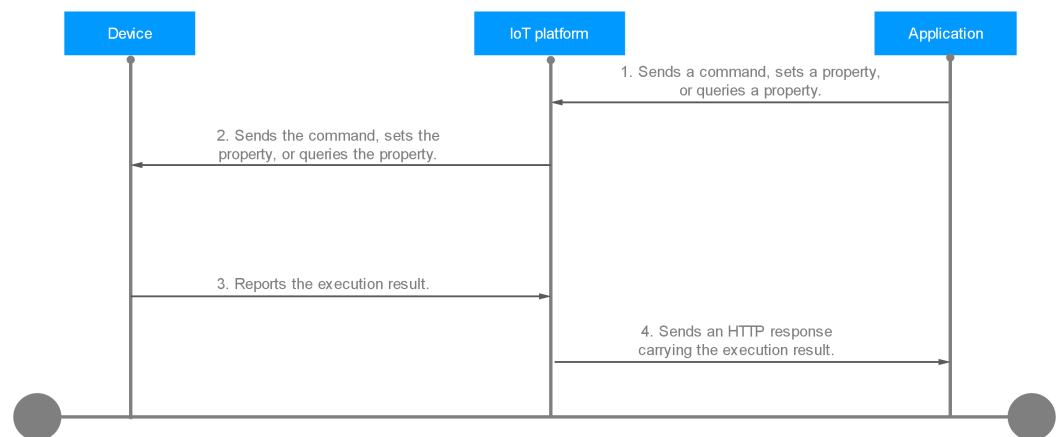 Device
IoT platform
Application
1. Sends a command, sets a property,
or queries a property.
2. Sends the command, sets the
property, or queries the property.
3. Reports the execution result.
4. Sends an HTTP response
carrying the execution result.